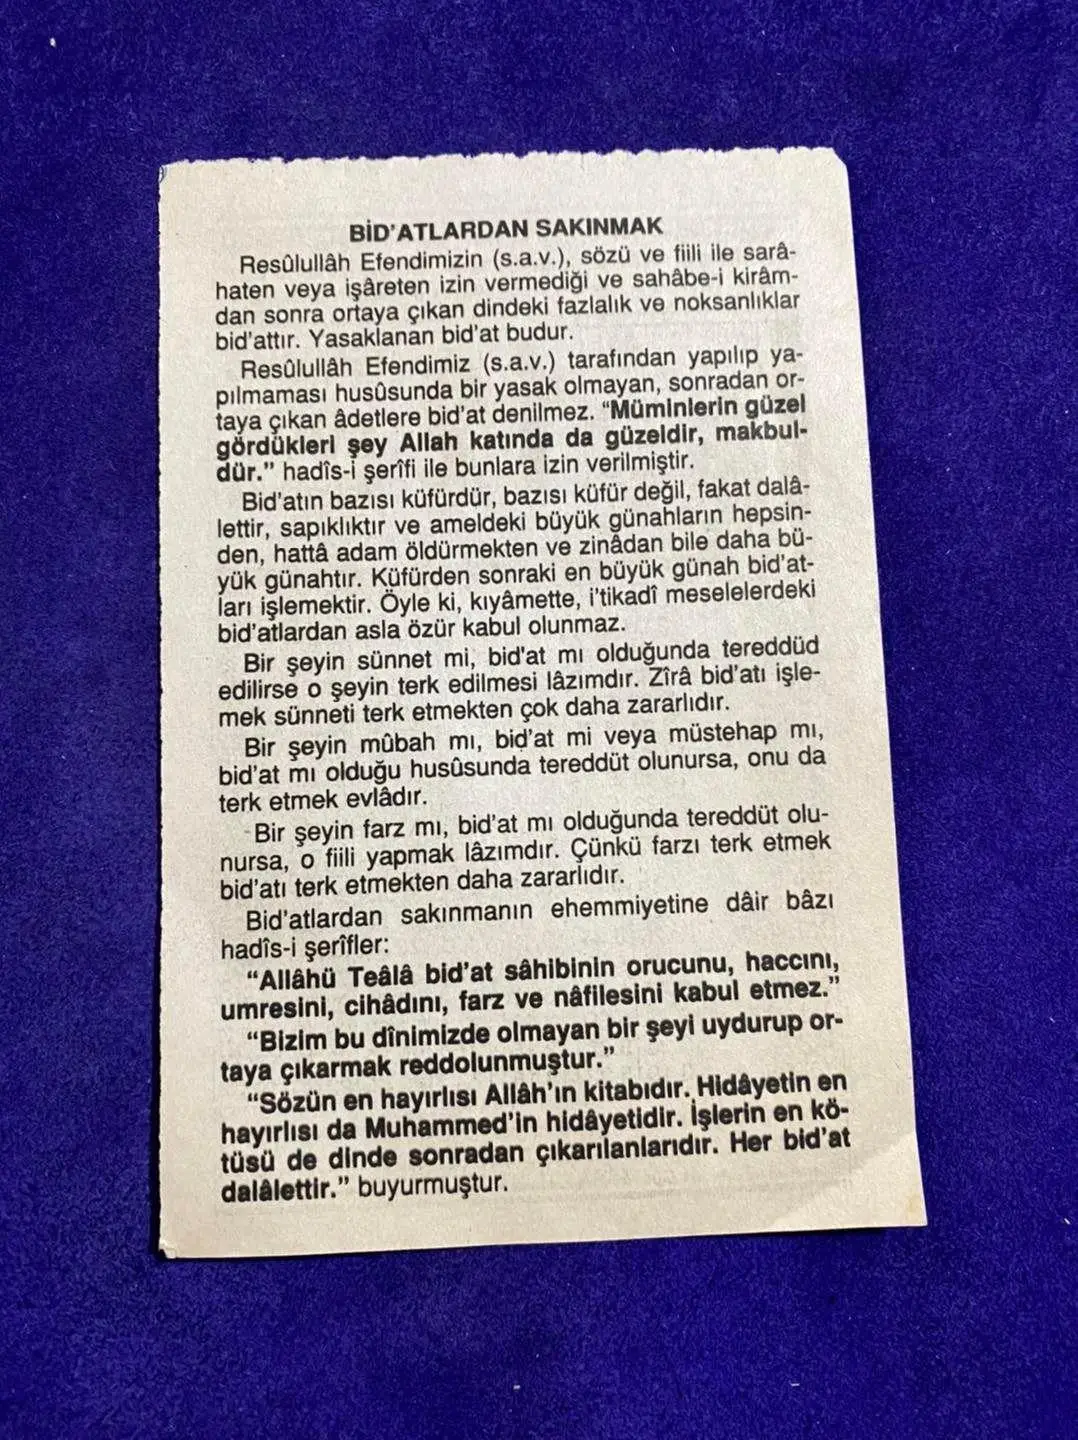 BİD'ATLARDAN SAKINMAK
Resûlullâh Efendimizin (s.a.v.), sözü ve fiili ile sarâ-
haten veya işâreten izin vermediği ve sahâbe-i kirâm-
dan sonra ortaya çıkan dindeki fazlalık ve noksanlıklar
bid'attır. Yasaklanan bid'at budur.
Resûlullâh Efendimiz (s.a.v.) tarafından yapılıp ya-
pılmaması husûsunda bir yasak olmayan, sonradan or-
taya çıkan âdetlere bid'at denilmez. "Müminlerin güzel
gördükleri şey Allah katında da güzeldir, makbul-
dür." hadîs-i şerîfi ile bunlara izin verilmiştir.
Bid'atın bazısı küfürdür, bazısı küfür değil, fakat dalâ-
lettir, sapıklıktır ve ameldeki büyük günahların hepsin-
den, hattâ adam öldürmekten ve zinâdan bile daha bü-
yük günahtır. Küfürden sonraki en büyük günah bid'at-
ları işlemektir. Öyle ki, kıyâmette, i'tikadî meselelerdeki
bid'atlardan asla özür kabul olunmaz.
Bir şeyin sünnet mi, bid'at mı olduğunda tereddüd
edilirse o şeyin terk edilmesi lâzımdır. Zîrâ bid'atı işle-
mek sünneti terk etmekten çok daha zararlıdır.
Bir şeyin mûbah mı, bid'at mi veya müstehap mı,
bid'at mı olduğu husûsunda tereddüt olunursa, onu da
terk etmek evlâdır.
Bir şeyin farz mı, bid'at mı olduğunda tereddüt olu-
nursa, o fiili yapmak lâzımdır. Çünkü farzı terk etmek
bid'atı terk etmekten daha zararlıdır.
Bid'atlardan sakınmanın ehemmiyetine dâir bâzı
hadîs-i şerîfler:
"Allâhü Teâlâ bid'at sâhibinin orucunu, haccını,
umresini, cihâdını, farz ve nâfilesini kabul etmez."
"Bizim bu dînimizde olmayan bir şeyi uydurup or-
taya çıkarmak reddolunmuştur."
"Sözün en hayırlısı Allâh'ın kitabıdır. Hidâyetin en
hayırlısı da Muhammed'in hidâyetidir. İşlerin en kö-
tüsü de dinde sonradan çıkarılanlarıdır. Her bid'at
dalâlettir." buyurmuştur.